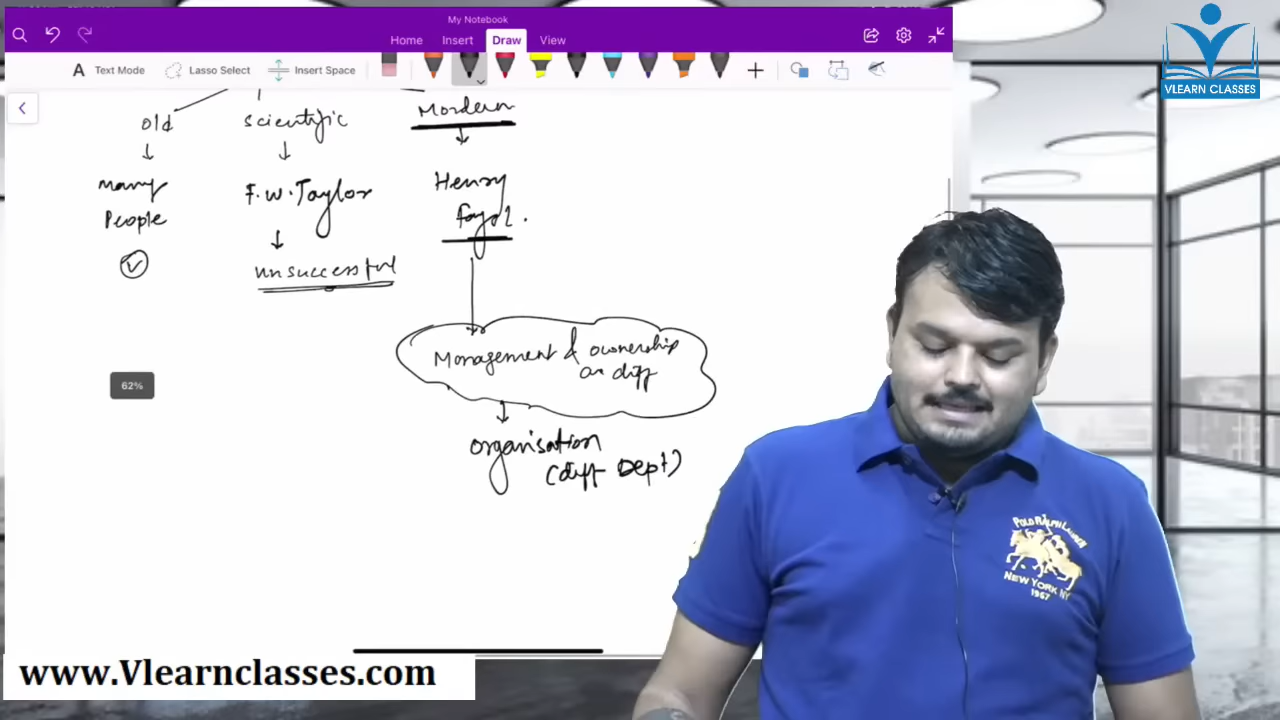 My Notebook
Home Insert Draw View
Text Mode Lasso Select Insert Space
VLEARN CLASSES
old scientific Mordern
many People
F.W. Taylor
Henry Fayol.
unsuccessful
Management & ownership
are diff
62%
organisation
(diff Dept)
POLO RALPH LAUREN
NEW YORK NY
1967
www.Vlearnclasses.com